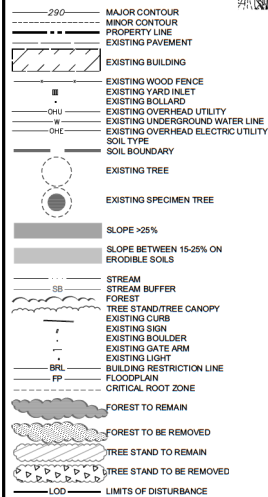 290 MAJOR CONTOUR
MINOR CONTOUR
PROPERTY LINE
EXISTING PAVEMENT
EXISTING BUILDING
x x EXISTING WOOD FENCE
EXISTING YARD INLET
EXISTING BOLLARD
OHU EXISTING OVERHEAD UTILITY
W EXISTING UNDERGROUND WATER LINE
OHE EXISTING OVERHEAD ELECTRIC UTILITY
SOIL TYPE
SOIL BOUNDARY
EXISTING TREE
EXISTING SPECIMEN TREE
SLOPE >25%
SLOPE BETWEEN 15-25% ON
ERODIBLE SOILS
STREAM
SB STREAM BUFFER
FOREST
TREE STAND/TREE CANOPY
EXISTING CURB
EXISTING SIGN
EXISTING BOULDER
EXISTING GATE ARM
EXISTING LIGHT
BRL BUILDING RESTRICTION LINE
FP FLOODPLAIN
CRITICAL ROOT ZONE
FOREST TO REMAIN
FOREST TO BE REMOVED
TREE STAND TO REMAIN
TREE STAND TO BE REMOVED
LOD LIMITS OF DISTURBANCE